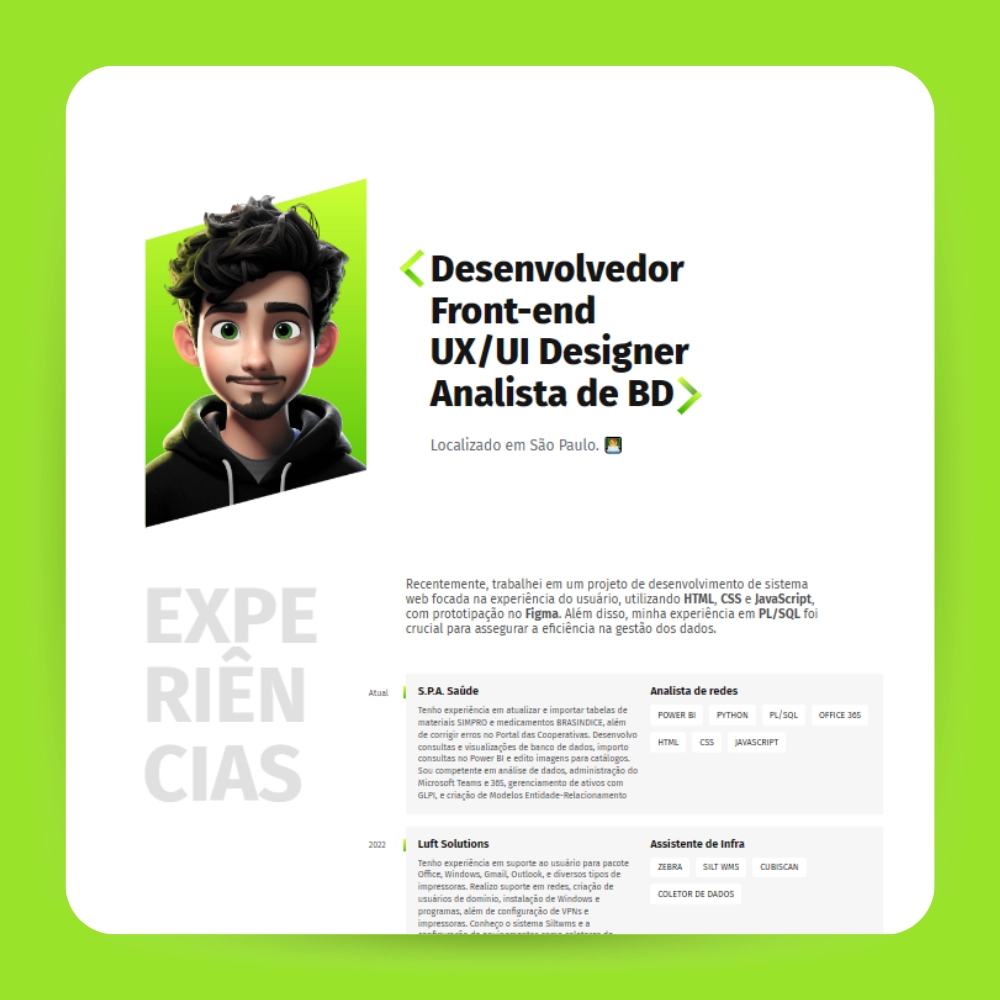 Desenvolvedor
Front-end
UX/UI Designer
Analista de BD
Localizado em São Paulo.
EXPE
RIÊN
CIAS
Recentemente, trabalhei em um projeto de desenvolvimento de sistema
web focada na experiência do usuário, utilizando HTML, CSS e JavaScript,
com prototipação no Figma. Além disso, minha experiência em PL/SQL foi
crucial para assegurar a eficiência na gestão dos dados.
Atual
S.P.A. Saúde
Tenho experiência em atualizar e importar tabelas de
materiais SIMPRO e medicamentos BRASINDICE, além
de corrigir erros no Portal das Cooperativas. Desenvolvo
consultas e visualizações de banco de dados, importo
consultas no Power BI e edito imagens para catálogos.
Sou competente em análise de dados, administração do
Microsoft Teams e 365, gerenciamento de ativos com
GLPI, e criação de Modelos Entidade-Relacionamento
Analista de redes
POWER BI PYTHON PL/SQL OFFICE 365
HTML CSS JAVASCRIPT
2022
Luft Solutions
Tenho experiência em suporte ao usuário para pacote
Office, Windows, Gmail, Outlook, e diversos tipos de
impressoras. Realizo suporte em redes, criação de
usuários de domínio, instalação de Windows e
programas, além de configuração de VPNs e
impressoras. Conheço o sistema Siltwms e a
Assistente de Infra
ZEBRA SILT WMS CUBISCAN
COLETOR DE DADOS